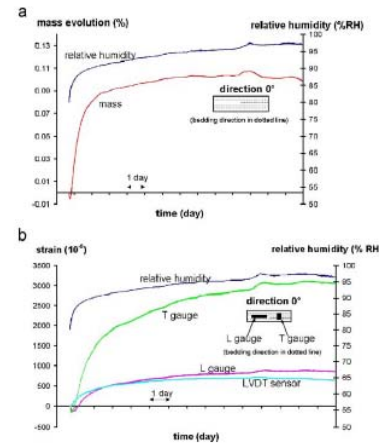 a
mass evolution (%)
relative humidity (%RH)
0.13
0.11
0.09
0.07
0.05
0.03
0.01
-0.01
100
95
90
85
80
75
70
65
60
55
50
relative humidity
mass
direction 0°
(bedding direction in dotted line)
1 day
time (day)
b
strain (10⁻⁶)
relative humidity (% RH
3500
3000
2500
2000
1500
1000
500
0
-500
100
95
90
85
80
75
70
65
60
55
50
relative humidity
T gauge
direction 0°
L gauge
T gauge
(bedding direction in dotted line)
L gauge
1 day
LVDT sensor
time (day)